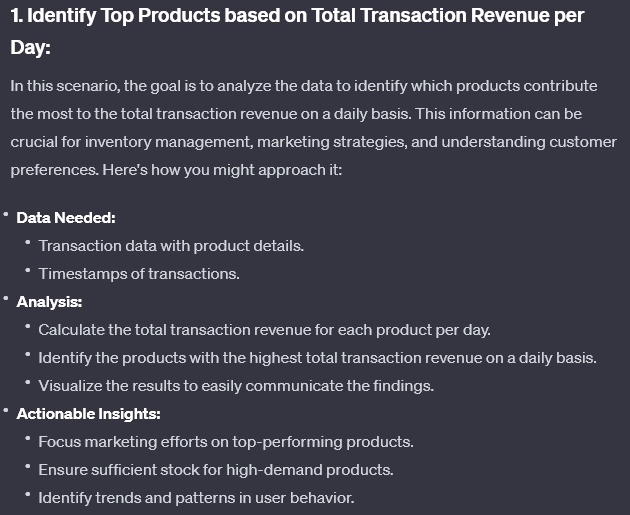 1. Identify Top Products based on Total Transaction Revenue per
Day:
In this scenario, the goal is to analyze the data to identify which products contribute
the most to the total transaction revenue on a daily basis. This information can be
crucial for inventory management, marketing strategies, and understanding customer
preferences. Here's how you might approach it:
• Data Needed:
• Transaction data with product details.
• Timestamps of transactions.
• Analysis:
• Calculate the total transaction revenue for each product per day.
• Identify the products with the highest total transaction revenue on a daily basis.
• Visualize the results to easily communicate the findings.
• Actionable Insights:
• Focus marketing efforts on top-performing products.
• Ensure sufficient stock for high-demand products.
• Identify trends and patterns in user behavior.